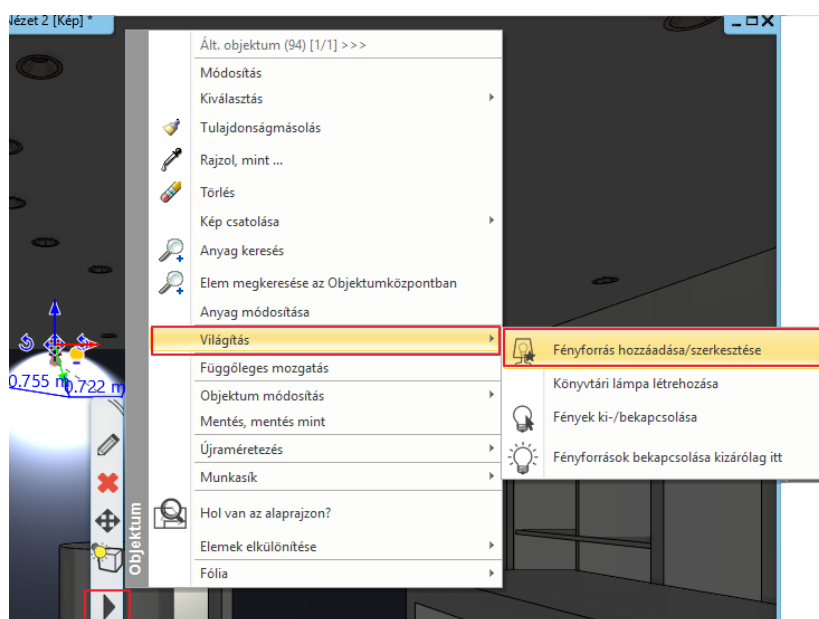 Nézet 2 [Kép] *
Ált. objektum (94) [1/1] >>>
Módosítás
Kiválasztás
Tulajdonságmásolás
Rajzol, mint ...
Törlés
Kép csatolása
Anyag keresés
Elem megkeresése az Objektumközpontban
Anyag módosítása
Világítás
Függőleges mozgatás
Objektum módosítás
Mentés, mentés mint
Újraméretezés
Munkasík
Hol van az alaprajzon?
Elemek elkülönítése
Fólia
Objektum
Fényforrás hozzáadása/szerkesztése
Könyvtári lámpa létrehozása
Fények ki-/bekapcsolása
Fényforrások bekapcsolása kizárólag itt
0.755 m
0.722 m